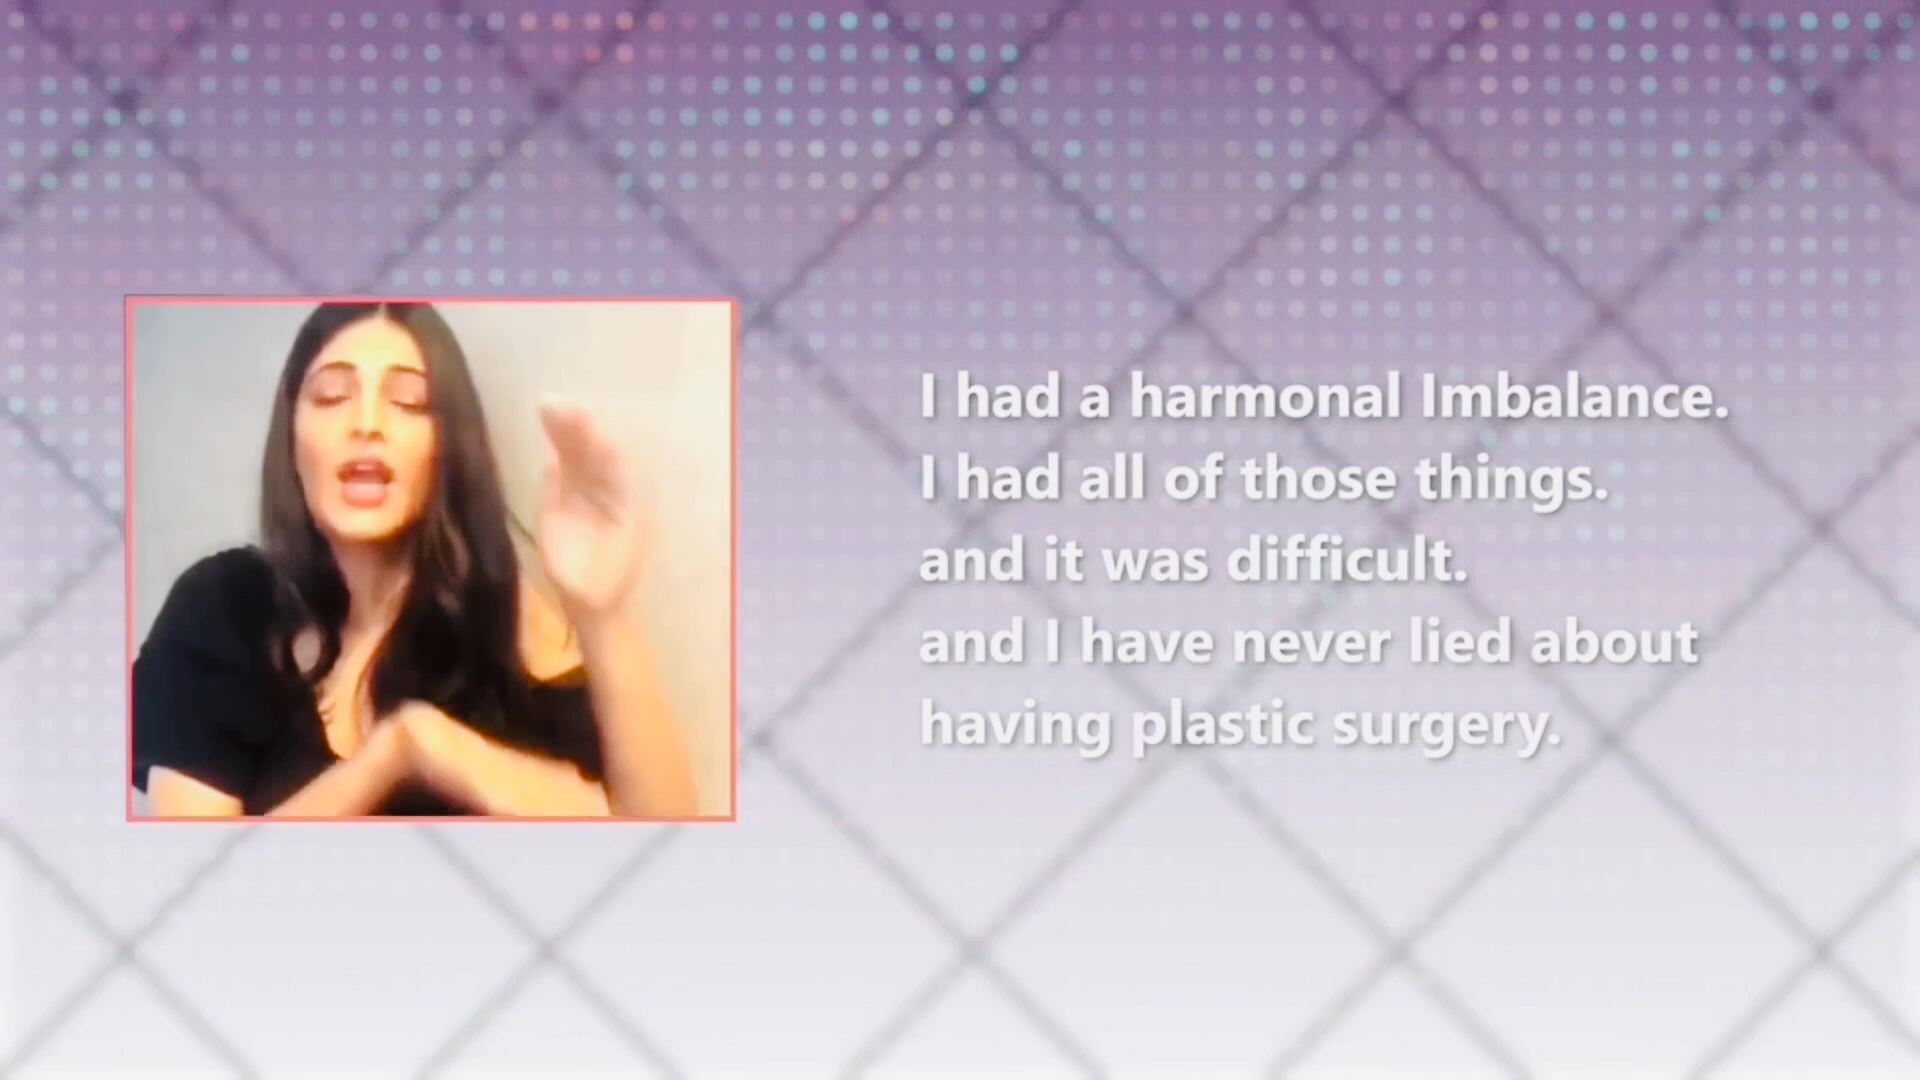 I had a harmonal Imbalance.
I had all of those things.
and it was difficult.
and I have never lied about
having plastic surgery.